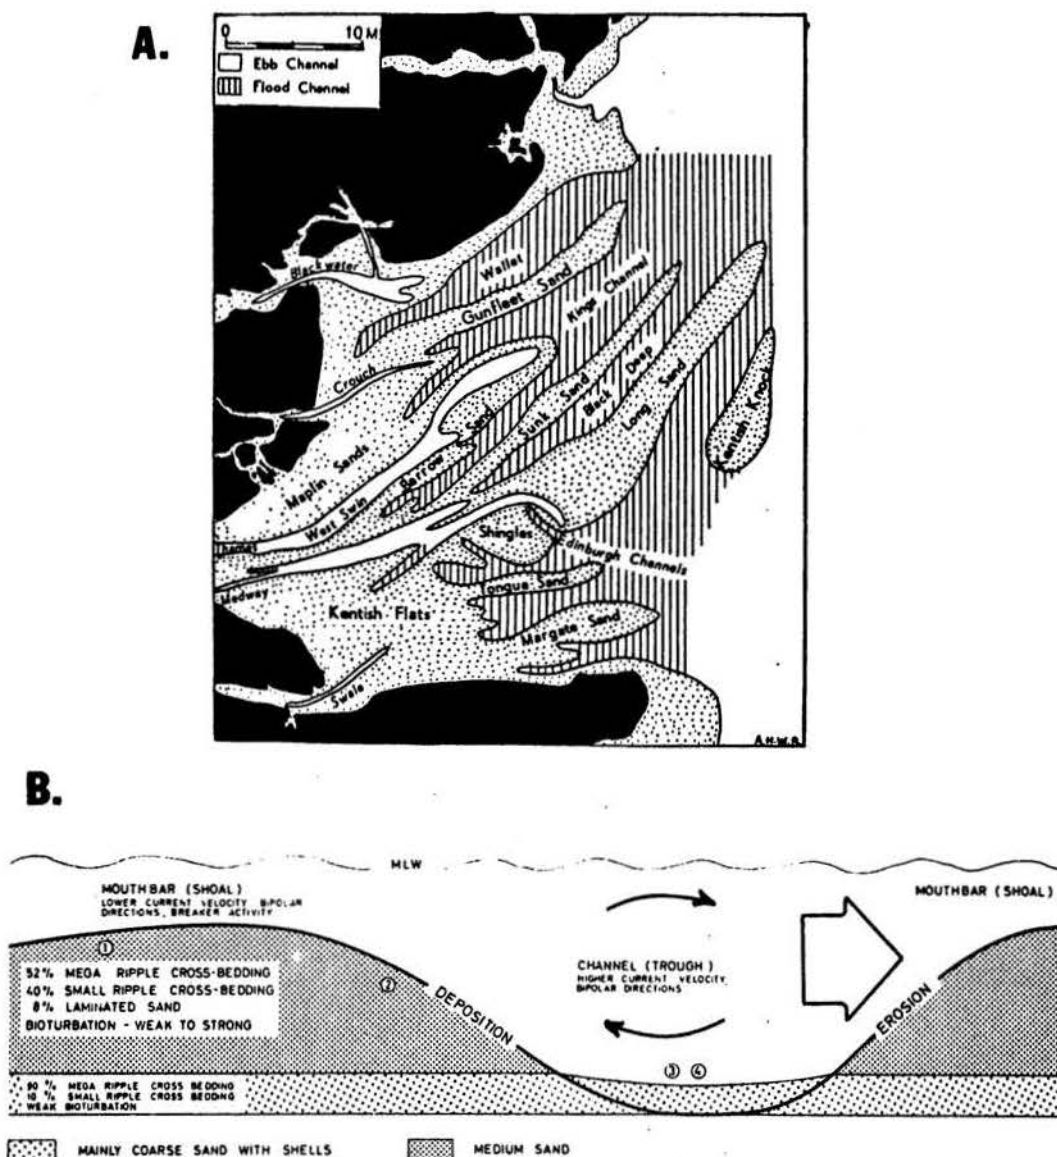 A.
0 10 M
Ebb Channel
Flood Channel
Blackwater
Wallet
Gunfleet Sand
Kings Channel
Crouch
Sunk Sand
Black Deep
Long Sand
Kentish Knock
Maplin Sands
Barrow Sand
West Swin
Thames
Shingles
Edinburgh Channels
Medway
Tongue Sand
Kentish Flats
Margate Sand
Swale
A.H.W.R.
B.
MLW
MOUTHBAR (SHOAL)
LOWER CURRENT VELOCITY BIPOLAR
DIRECTIONS, BREAKER ACTIVITY
MOUTHBAR (SHOAL)
1
52% MEGA RIPPLE CROSS-BEDDING
40% SMALL RIPPLE CROSS-BEDDING
8% LAMINATED SAND
BIOTURBATION - WEAK TO STRONG
2
DEPOSITION
CHANNEL (TROUGH)
HIGHER CURRENT VELOCITY
BIPOLAR DIRECTIONS
EROSION
3 4
90% MEGA RIPPLE CROSS BEDDING
10% SMALL RIPPLE CROSS BEDDING
WEAK BIOTURBATION
MAINLY COARSE SAND WITH SHELLS
MEDIUM SAND